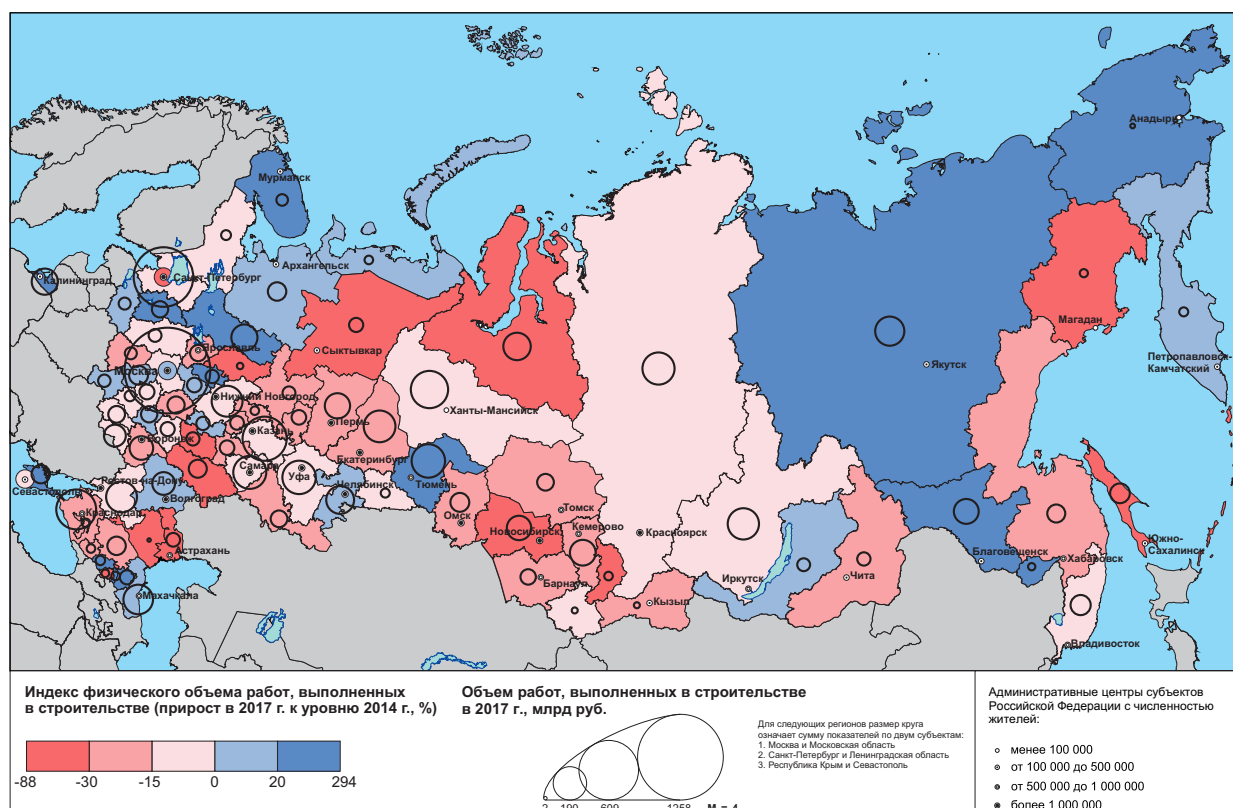 Анадырь
Мурманск
Архангельск
Санкт-Петербург
Калининград
Магадан
Ярославль
Сыктывкар
Якутск
Петропавловск-
Камчатский
Москва
Нижний Новгород
Ханты-Мансийск
Пермь
Казань
Воронеж
Екатеринбург
Самара
Уфа
Тюмень
Ростов-на-Дону
Челябинск
Севастополь
Волгоград
Томск
Краснодар
Омск
Новосибирск
Кемерово
Красноярск
Южно-
Сахалинск
Астрахань
Благовещенск
Хабаровск
Барнаул
Иркутск
Чита
Махачкала
Кызыл
Владивосток
Индекс физического объема работ, выполненных
в строительстве (прирост в 2017 г. к уровню 2014 г., %)
-88 -30 -15 0 20 294
Объем работ, выполненных в строительстве
в 2017 г., млрд руб.
Для следующих регионов размер круга
означает сумму показателей по двум субъектам:
1. Москва и Московская область
2. Санкт-Петербург и Ленинградская область
3. Республика Крым и Севастополь
2 190 609 1258 М = 4
Административные центры субъектов
Российской Федерации с численностью
жителей:
менее 100 000
от 100 000 до 500 000
от 500 000 до 1 000 000
более 1 000 000